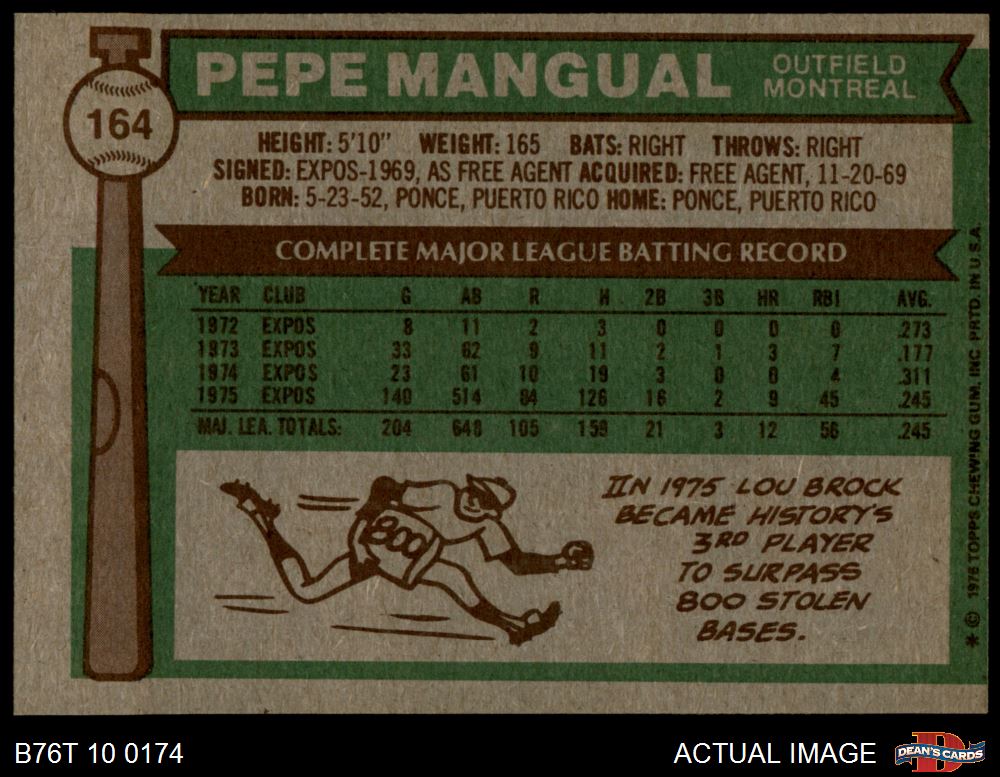 PEPE MANGUAL
OUTFIELD
MONTREAL
164
HEIGHT: 5'10" WEIGHT: 165 BATS: RIGHT THROWS: RIGHT
SIGNED: EXPOS-1969, AS FREE AGENT ACQUIRED: FREE AGENT, 11-20-69
BORN: 5-23-52, PONCE, PUERTO RICO HOME: PONCE, PUERTO RICO
COMPLETE MAJOR LEAGUE BATTING RECORD
YEAR CLUB G AB R H 2B 3B HR RBI AVG.
1972 EXPOS 8 11 2 3 0 0 0 0 .273
1973 EXPOS 33 62 9 11 2 1 3 7 .177
1974 EXPOS 23 61 10 19 3 0 0 4 .311
1975 EXPOS 140 514 84 126 16 2 9 45 .245
MAJ. LEA. TOTALS: 204 648 105 159 21 3 12 56 .245
800
IN 1975 LOU BROCK
BECAME HISTORY'S
3RD PLAYER
TO SURPASS
800 STOLEN
BASES.
* © 1976 TOPPS CHEWING GUM, INC. PRTD. IN U.S.A.
B76T 10 0174
ACTUAL IMAGE
D
DEAN'S CARDS